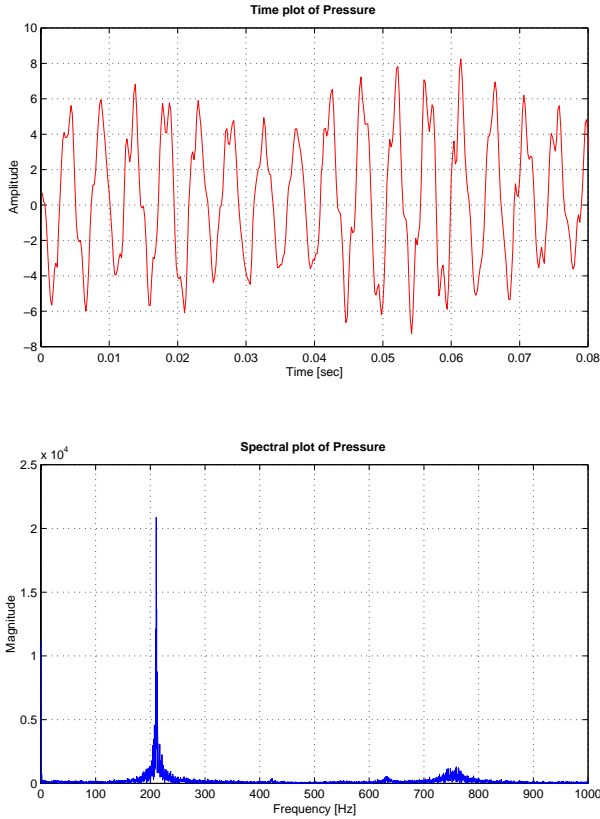 Time plot of Pressure
10
8
6
4
2
0
−2
−4
−6
−8
Amplitude
0 0.01 0.02 0.03 0.04 0.05 0.06 0.07 0.08
Time [sec]
Spectral plot of Pressure
x 10^4
2.5
2
1.5
1
0.5
0
Magnitude
0 100 200 300 400 500 600 700 800 900 1000
Frequency [Hz]